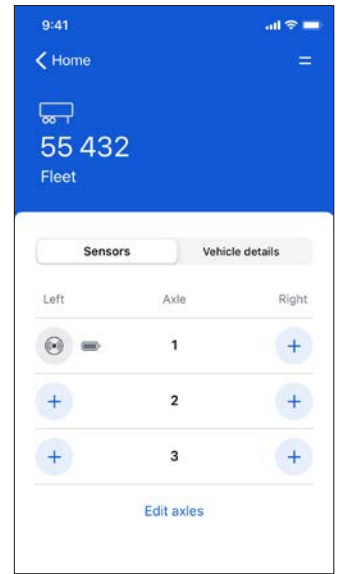 9:41
Home
55 432
Fleet
Sensors Vehicle details
Left Axle Right
1
2
3
Edit axles